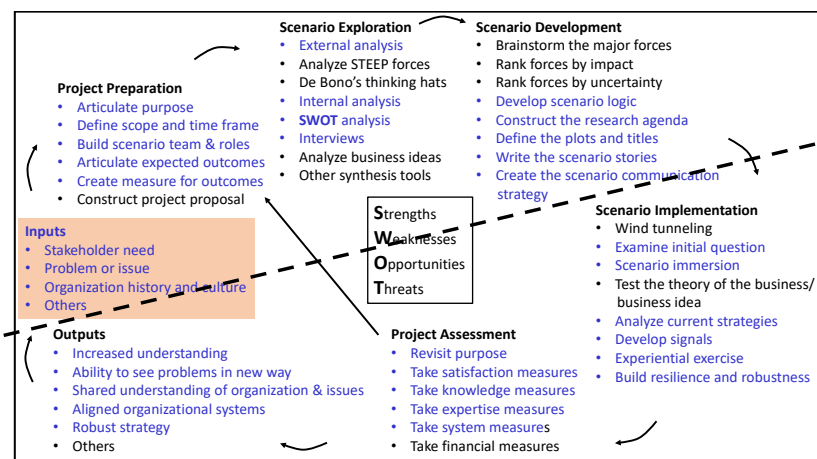 Scenario Exploration
• External analysis
• Analyze STEEP forces
• De Bono's thinking hats
• Internal analysis
• SWOT analysis
• Interviews
• Analyze business ideas
• Other synthesis tools
Scenario Development
• Brainstorm the major forces
• Rank forces by impact
• Rank forces by uncertainty
• Develop scenario logic
• Construct the research agenda
• Define the plots and titles
• Write the scenario stories
• Create the scenario communication
strategy
Project Preparation
• Articulate purpose
• Define scope and time frame
• Build scenario team & roles
• Articulate expected outcomes
• Create measure for outcomes
• Construct project proposal
Inputs
• Stakeholder need
• Problem or issue
• Organization history and culture
• Others
Strengths
Weaknesses
Opportunities
Threats
Scenario Implementation
• Wind tunneling
• Examine initial question
• Scenario immersion
• Test the theory of the business/
business idea
• Analyze current strategies
• Develop signals
• Experiential exercise
• Build resilience and robustness
Outputs
• Increased understanding
• Ability to see problems in new way
• Shared understanding of organization & issues
• Aligned organizational systems
• Robust strategy
• Others
Project Assessment
• Revisit purpose
• Take satisfaction measures
• Take knowledge measures
• Take expertise measures
• Take system measures
• Take financial measures